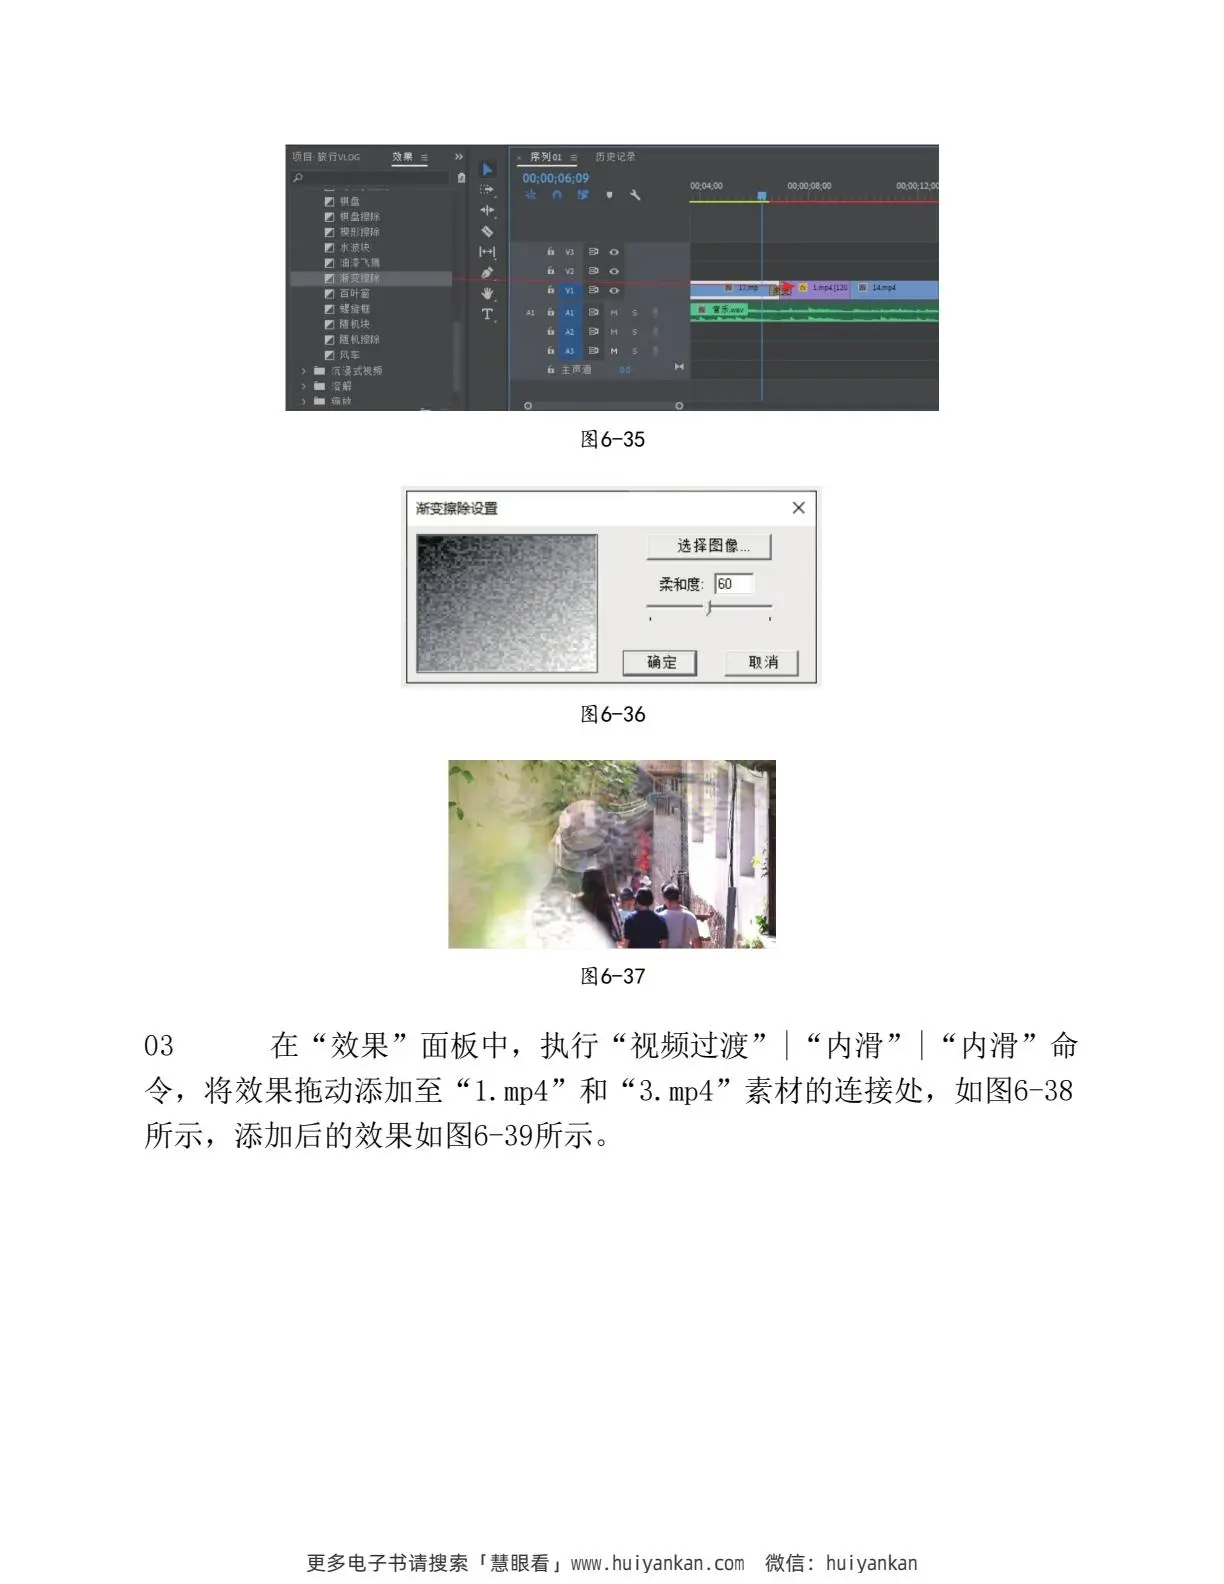 项目: 旅行VLOG 效果
棋盘
棋盘擦除
楔形擦除
水波块
油漆飞溅
渐变擦除
百叶窗
螺旋框
随机块
随机擦除
风车
沉浸式视频
溶解
缩放
× 序列01 历史记录
00;00;06;09
00;04;00 00;00;08;00 00;00;12;00
V3
V2
V1 17.mp 渐变 fx 1.mp4 [120 14.mp4
A1 A1 M S 音乐.wav
A2 M S
A3 M S
主声道 0.0
图6-35
渐变擦除设置
选择图像...
柔和度: 60
确定 取消
图6-36
图6-37
03 在“效果”面板中，执行“视频过渡”|“内滑”|“内滑”命
令，将效果拖动添加至“1.mp4”和“3.mp4”素材的连接处，如图6-38
所示，添加后的效果如图6-39所示。
更多电子书请搜索「慧眼看」www.huiyankan.com 微信：huiyankan